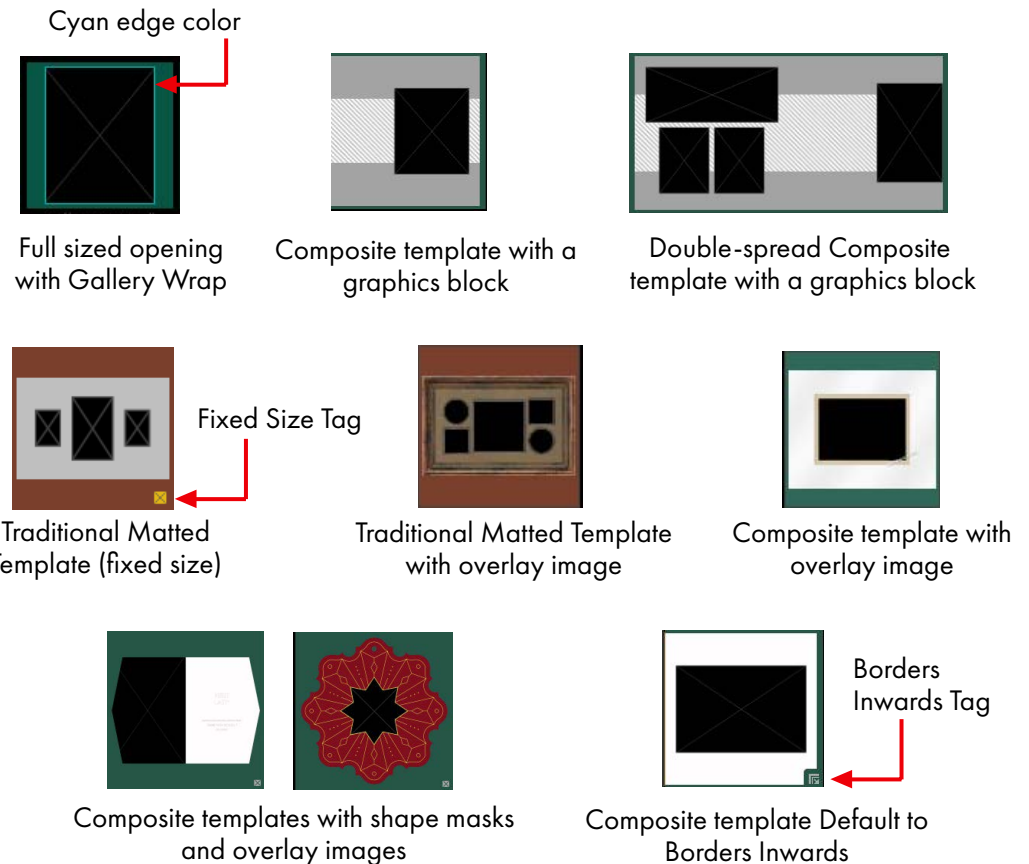 Cyan edge color
Full sized opening
with Gallery Wrap
Composite template with a
graphics block
Double-spread Composite
template with a graphics block
Fixed Size Tag
Traditional Matted
Template (fixed size)
Traditional Matted Template
with overlay image
Composite template with
overlay image
Borders
Inwards Tag
Composite templates with shape masks
and overlay images
Composite template Default to
Borders Inwards